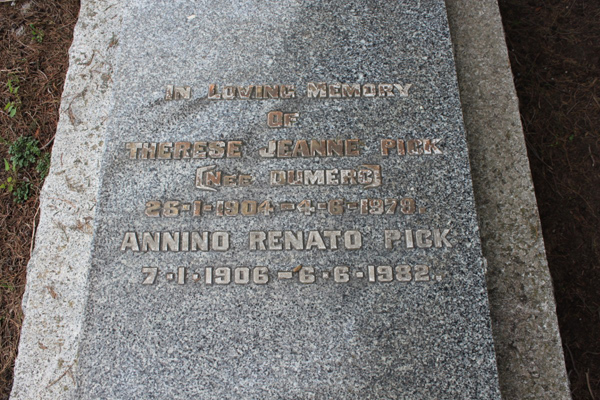 IN LOVING MEMORY
OF
THERESE JEANNE PICK
(NEE DUMERC)
26·1·1904 – 4·6·1979.
ANNINO RENATO PICK
7·1·1906 – 6·6·1982.